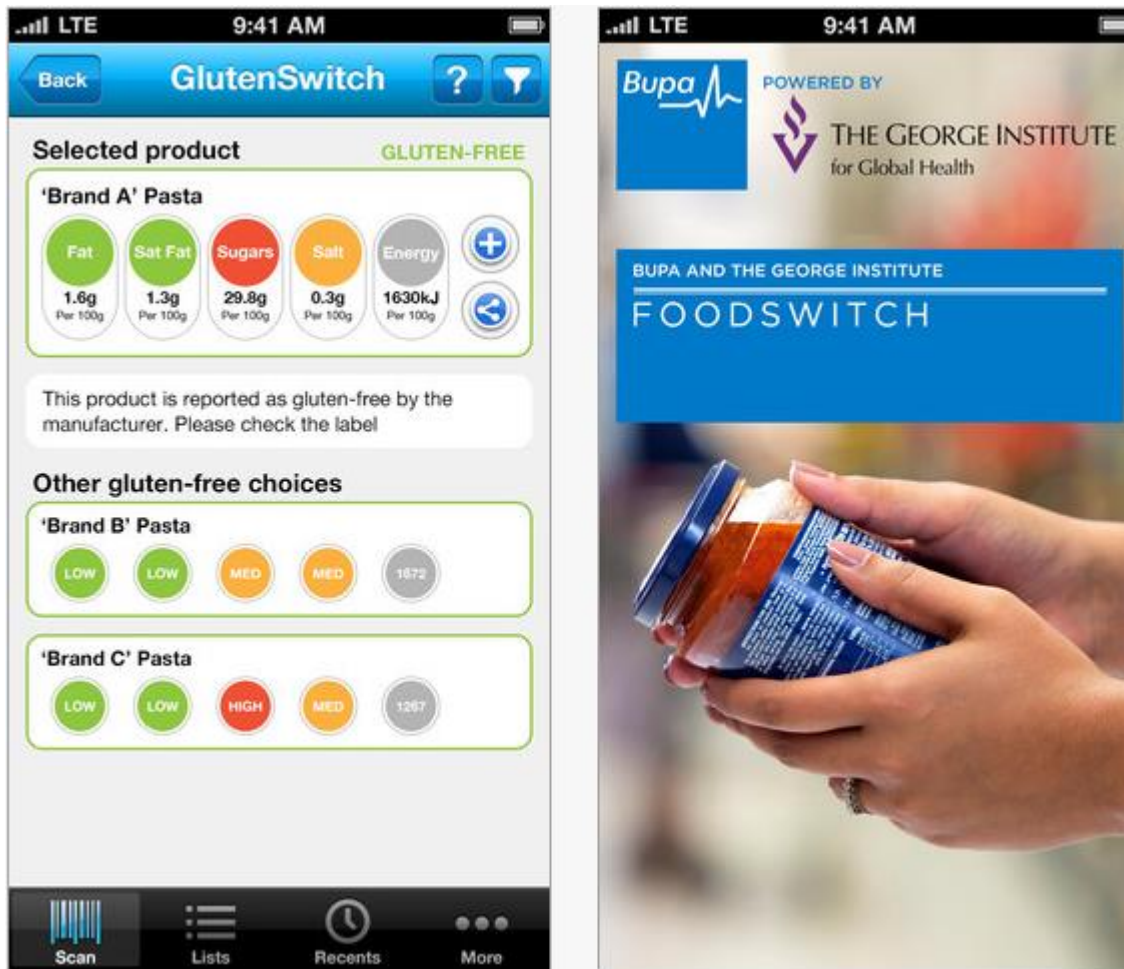 LTE 9:41 AM
Back GlutenSwitch ?
Selected product GLUTEN-FREE
'Brand A' Pasta
Fat Sat Fat Sugars Salt Energy
1.6g 1.3g 29.8g 0.3g 1630kJ
Per 100g Per 100g Per 100g Per 100g Per 100g
This product is reported as gluten-free by the
manufacturer. Please check the label
Other gluten-free choices
'Brand B' Pasta
LOW LOW MED MED 1672
'Brand C' Pasta
LOW LOW HIGH MED 1267
Scan Lists Recents More
LTE 9:41 AM
Bupa POWERED BY
THE GEORGE INSTITUTE
for Global Health
BUPA AND THE GEORGE INSTITUTE
FOODSWITCH